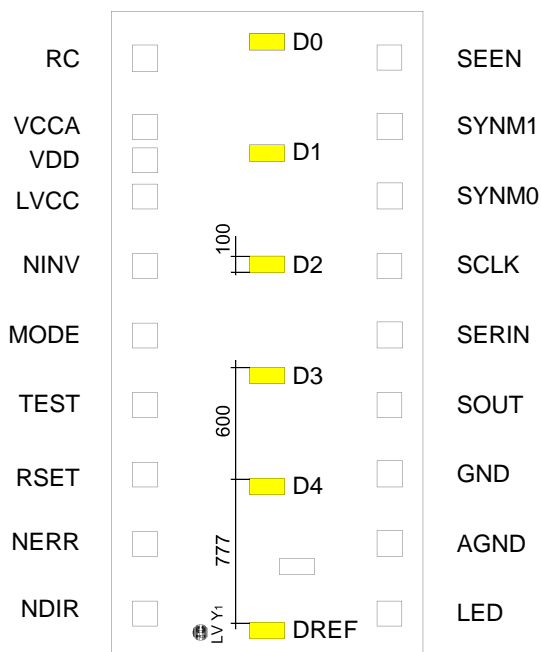 D0
RC
SEEN
VCCA
SYNM1
D1
VDD
LVCC
SYNM0
100
NINV
D2
SCLK
MODE
SERIN
D3
600
TEST
SOUT
RSET
D4
GND
777
NERR
AGND
NDIR
LV Y1
DREF
LED